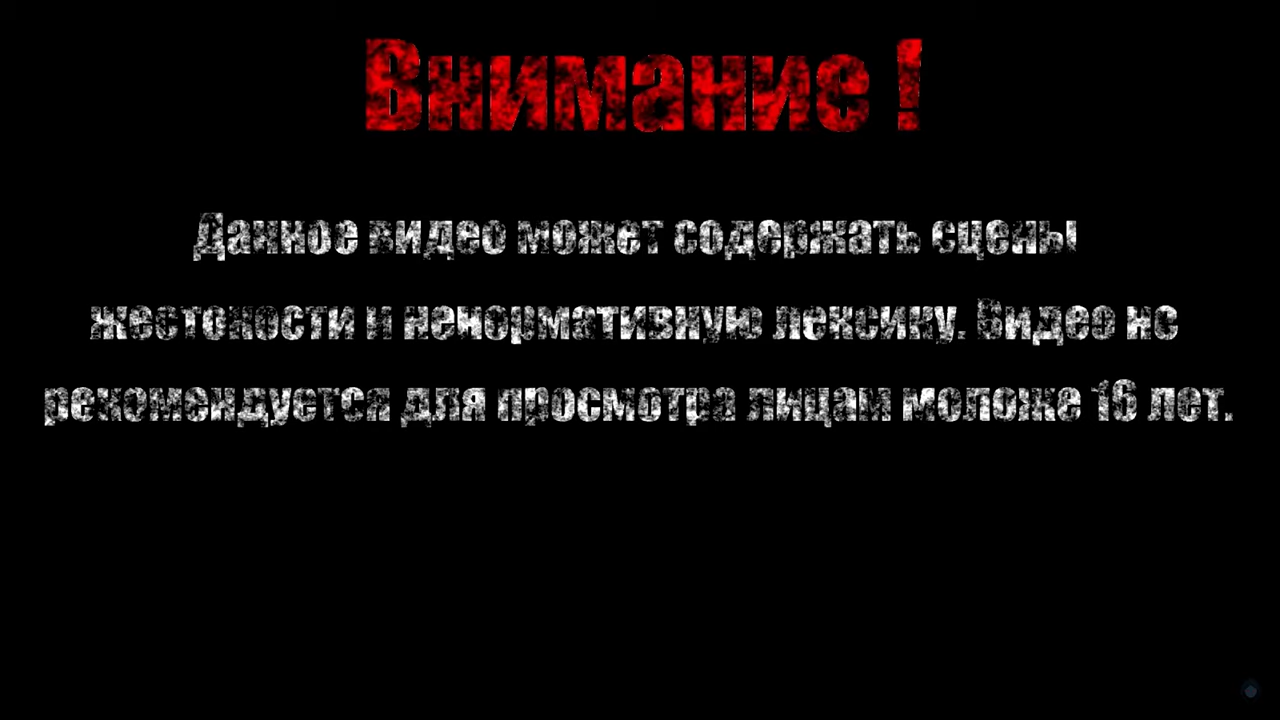 Внимание !
Данное видео может содержать сцены
жестокости и ненормативную лексику. Видео не
рекомендуется для просмотра лицам моложе 16 лет.